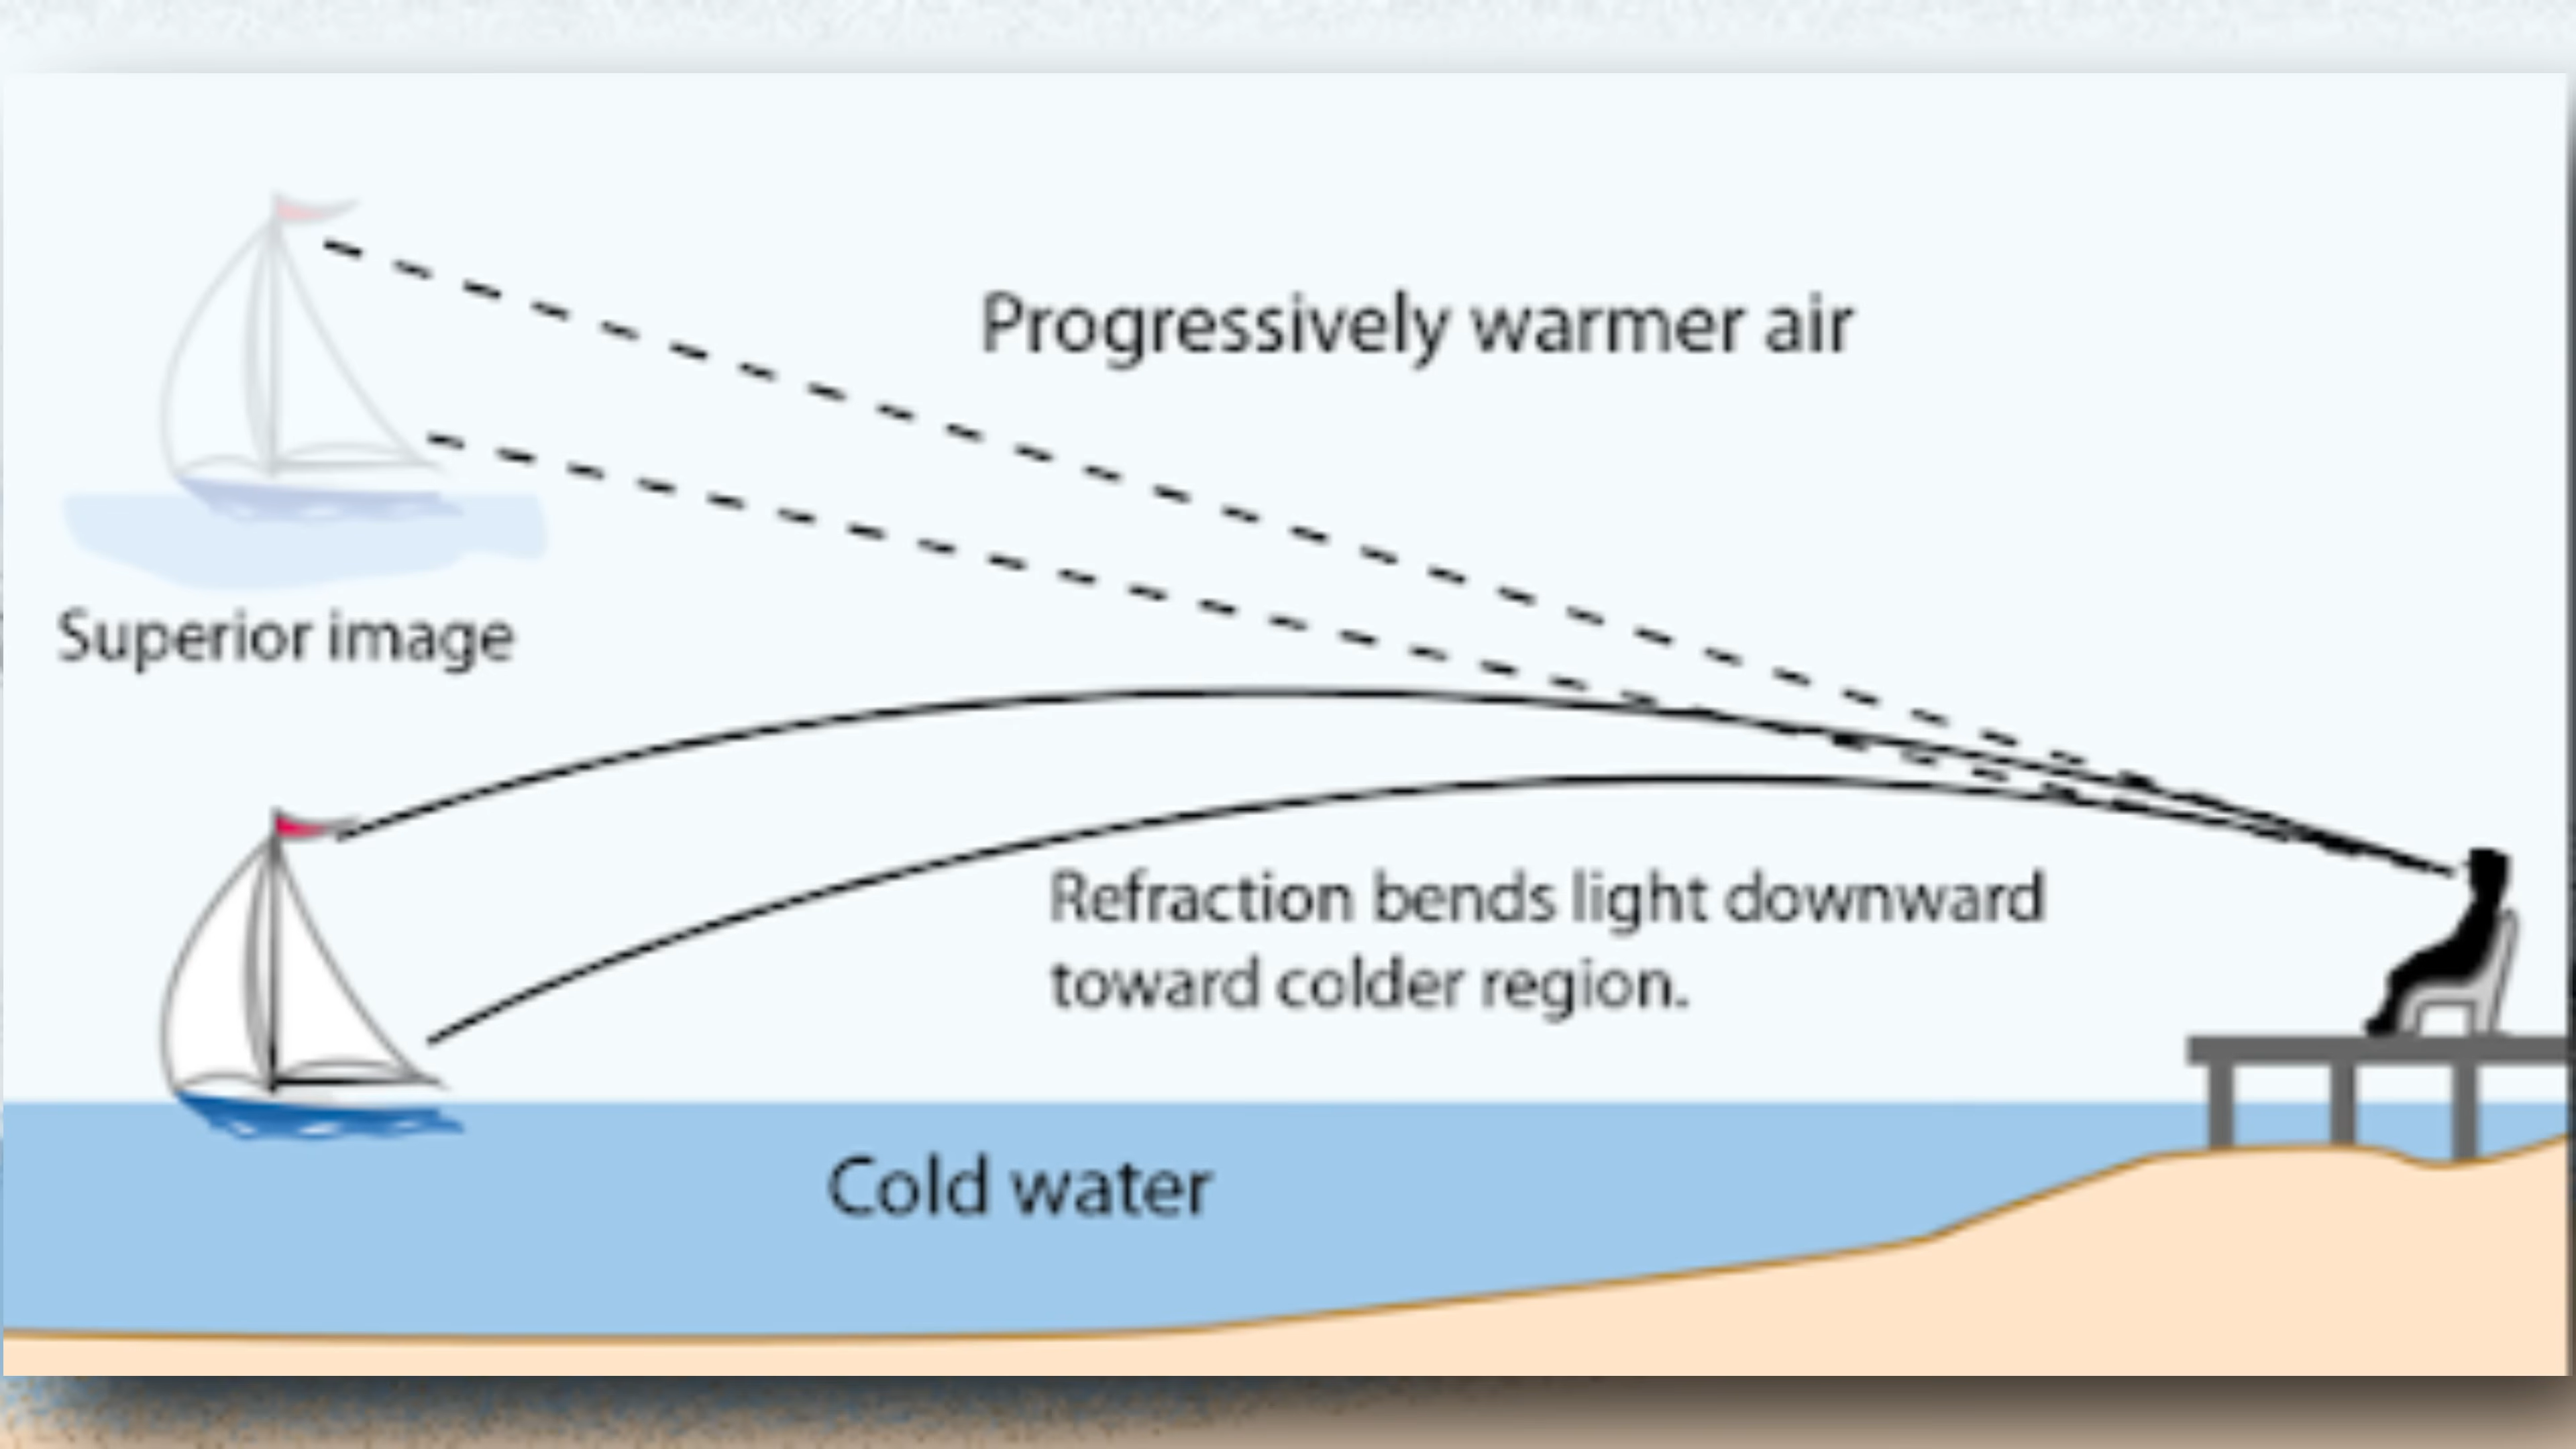 Progressively warmer air
Superior image
Refraction bends light downward
toward colder region.
Cold water